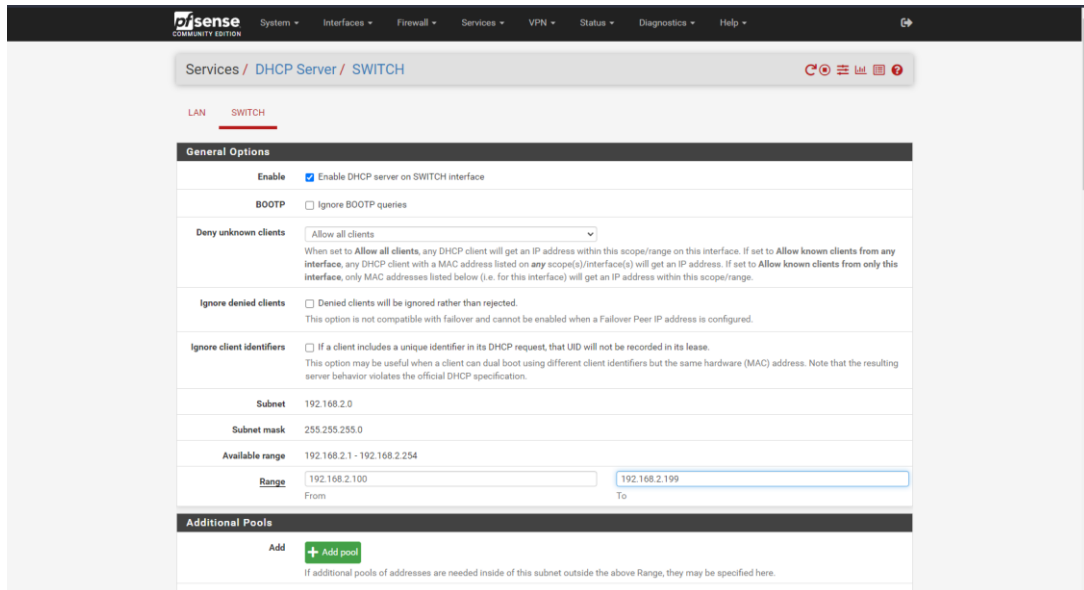 pfsense
COMMUNITY EDITION
System Interfaces Firewall Services VPN Status Diagnostics Help
Services / DHCP Server / SWITCH
LAN SWITCH
General Options
Enable Enable DHCP server on SWITCH interface
BOOTP Ignore BOOTP queries
Deny unknown clients Allow all clients
When set to Allow all clients, any DHCP client will get an IP address within this scope/range on this interface. If set to Allow known clients from any
interface, any DHCP client with a MAC address listed on any scope(s)/interface(s) will get an IP address. If set to Allow known clients from only this
interface, only MAC addresses listed below (i.e. for this interface) will get an IP address within this scope/range.
Ignore denied clients Denied clients will be ignored rather than rejected.
This option is not compatible with failover and cannot be enabled when a Failover Peer IP address is configured.
Ignore client identifiers If a client includes a unique identifier in its DHCP request, that UID will not be recorded in its lease.
This option may be useful when a client can dual boot using different client identifiers but the same hardware (MAC) address. Note that the resulting
server behavior violates the official DHCP specification.
Subnet 192.168.2.0
Subnet mask 255.255.255.0
Available range 192.168.2.1 - 192.168.2.254
Range 192.168.2.100 192.168.2.199
From To
Additional Pools
Add + Add pool
If additional pools of addresses are needed inside of this subnet outside the above Range, they may be specified here.